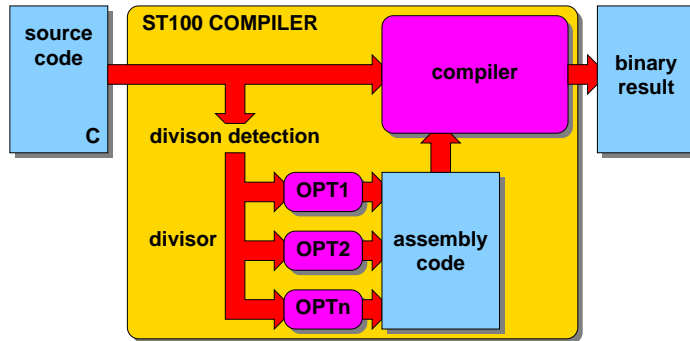 source
code
C
ST100 COMPILER
compiler
binary
result
divison detection
divisor
OPT1
OPT2
OPTn
assembly
code